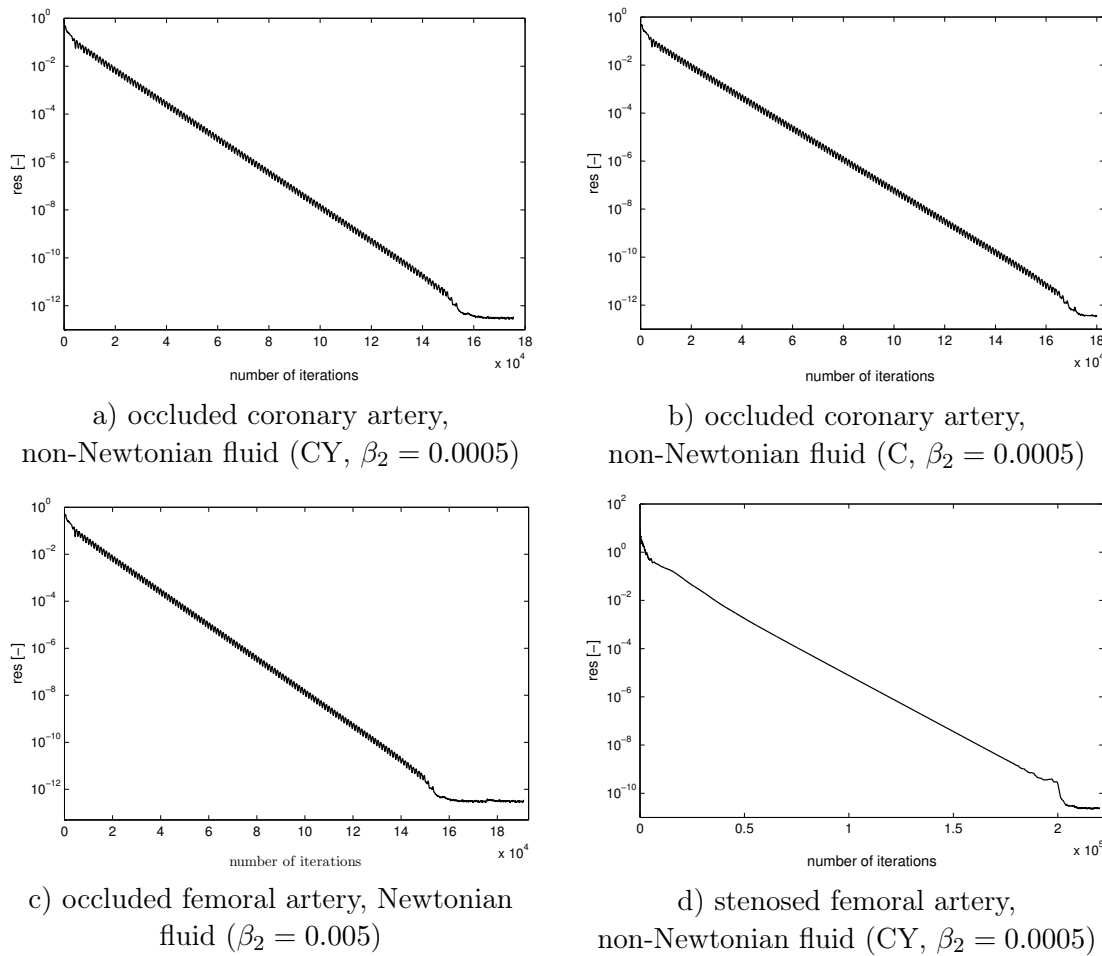 10^0
10^−2
10^−4
10^−6
10^−8
10^−10
10^−12
res [−]
0 2 4 6 8 10 12 14 16 18
x 10^4
number of iterations
a) occluded coronary artery,
non-Newtonian fluid (CY, β₂ = 0.0005)
10^0
10^−2
10^−4
10^−6
10^−8
10^−10
10^−12
res [−]
0 2 4 6 8 10 12 14 16 18
x 10^4
number of iterations
b) occluded coronary artery,
non-Newtonian fluid (C, β₂ = 0.0005)
10^0
10^−2
10^−4
10^−6
10^−8
10^−10
10^−12
res [−]
0 2 4 6 8 10 12 14 16 18
x 10^4
number of iterations
c) occluded femoral artery, Newtonian
fluid (β₂ = 0.005)
10^2
10^0
10^−2
10^−4
10^−6
10^−8
10^−10
res [−]
0 0.5 1 1.5 2
x 10^5
number of iterations
d) stenosed femoral artery,
non-Newtonian fluid (CY, β₂ = 0.0005)